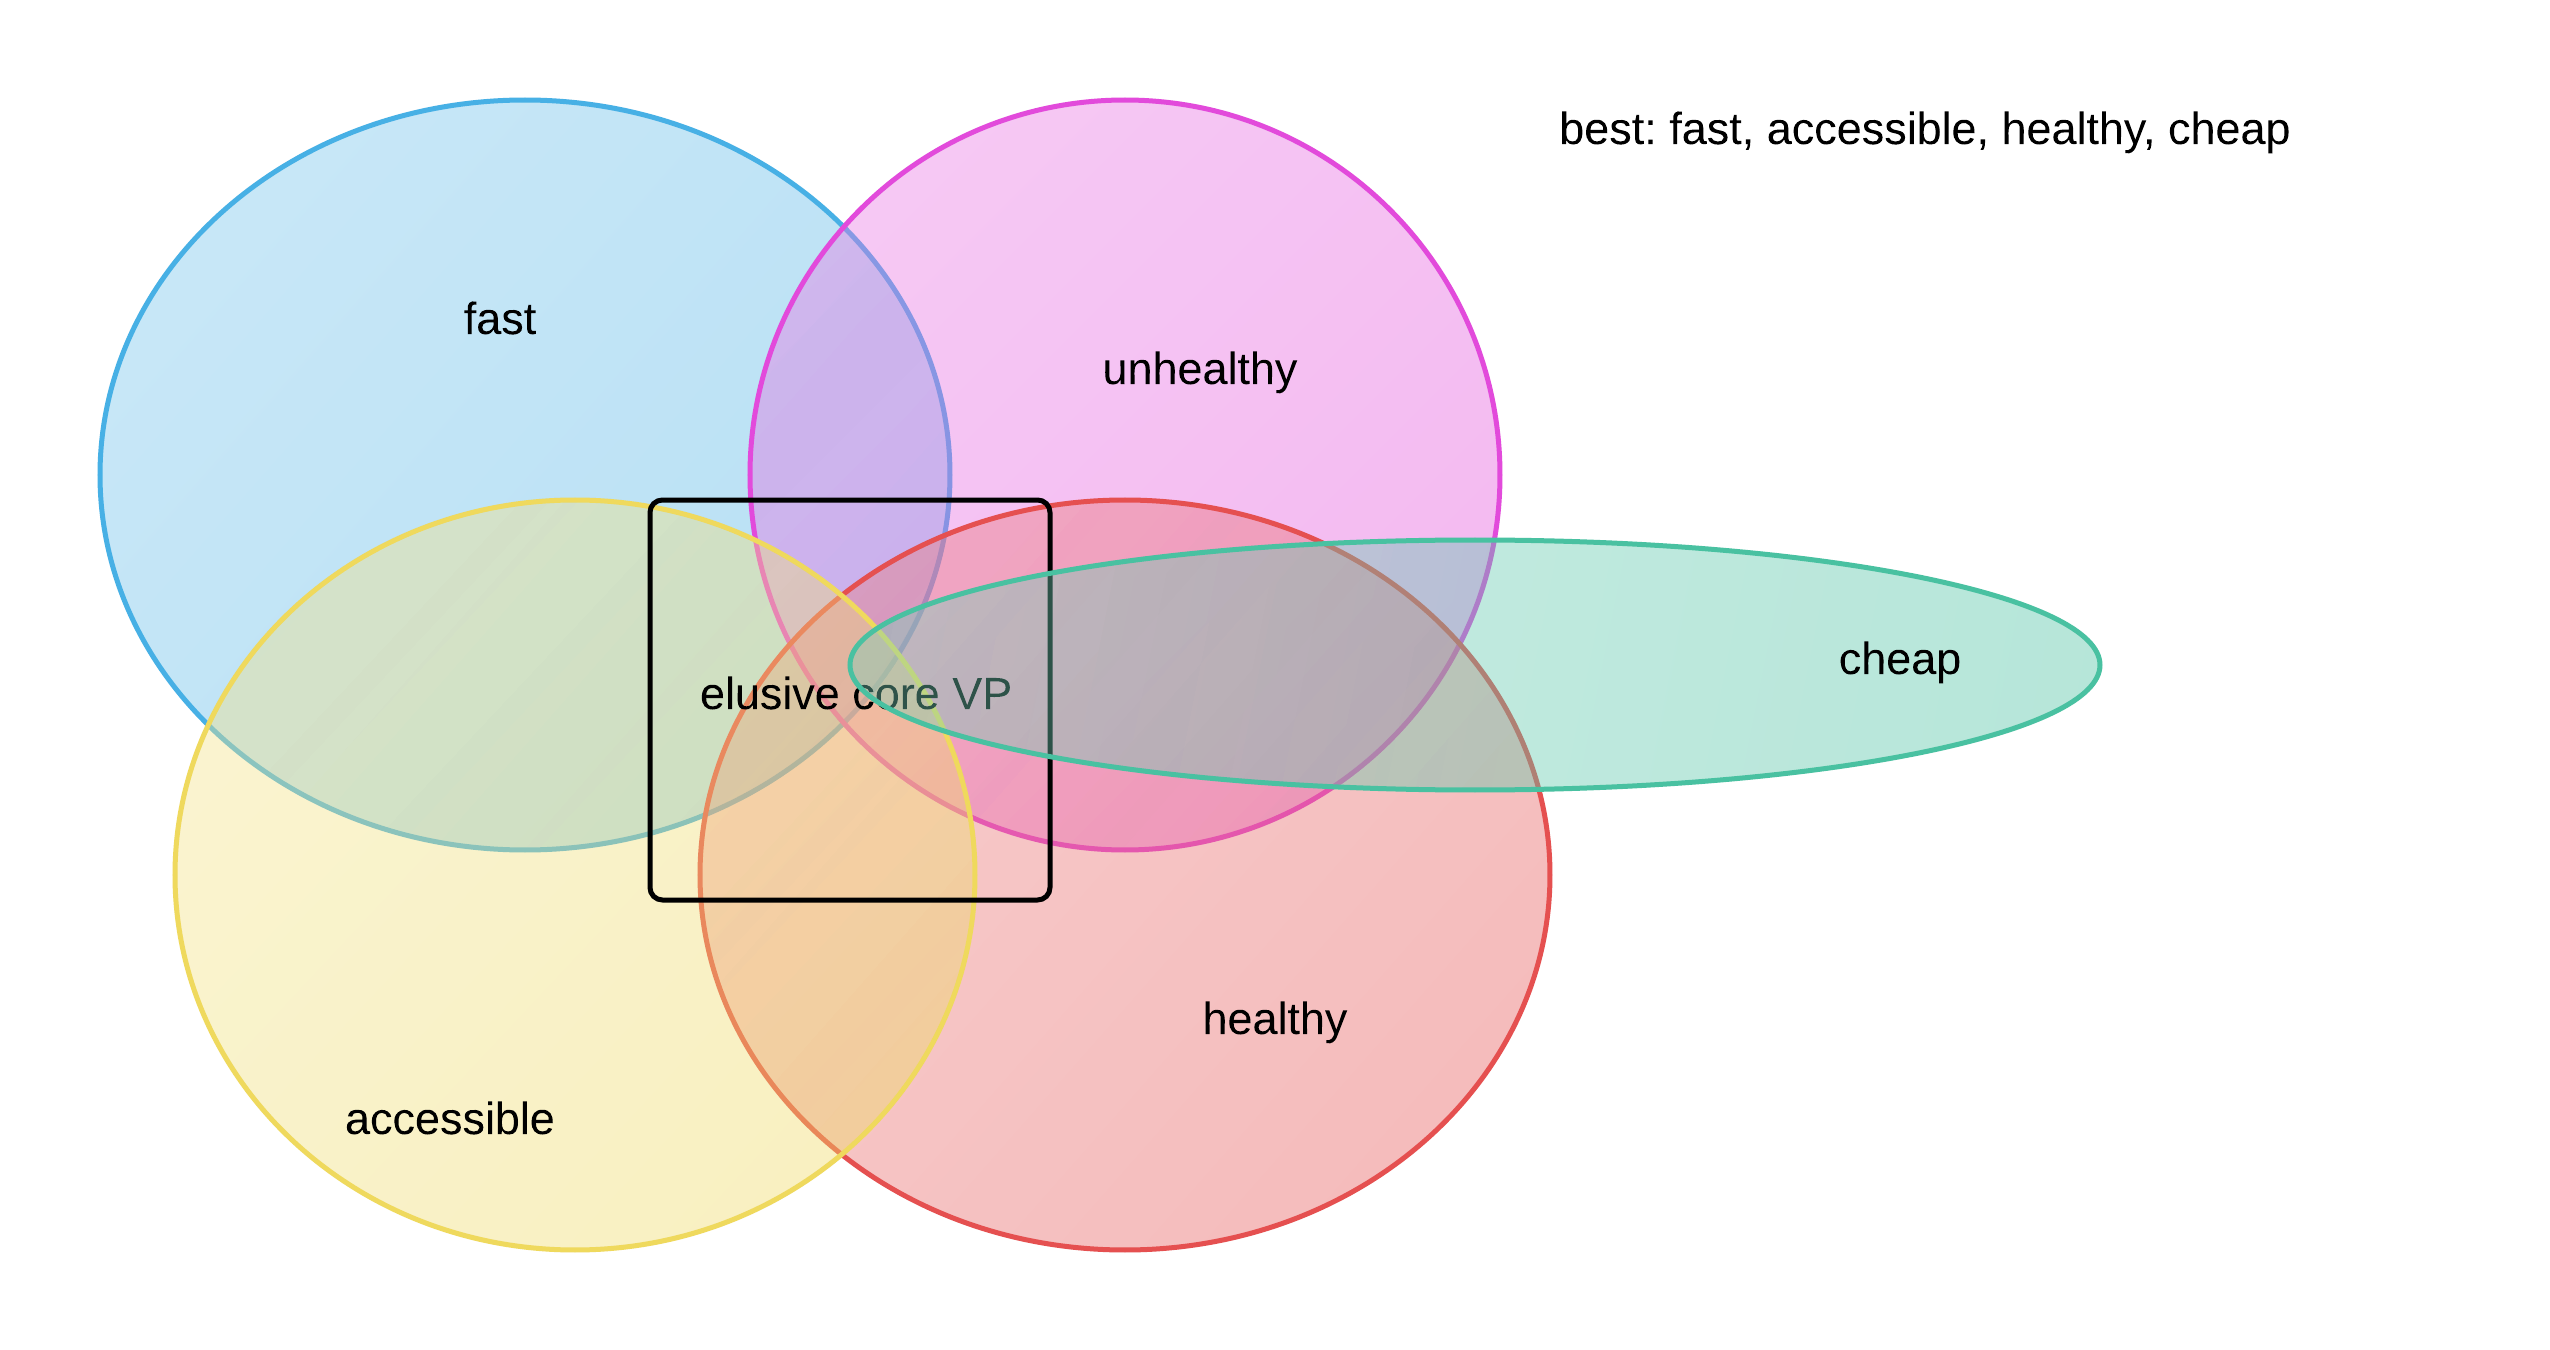 best: fast, accessible, healthy, cheap
fast
unhealthy
cheap
elusive core VP
healthy
accessible